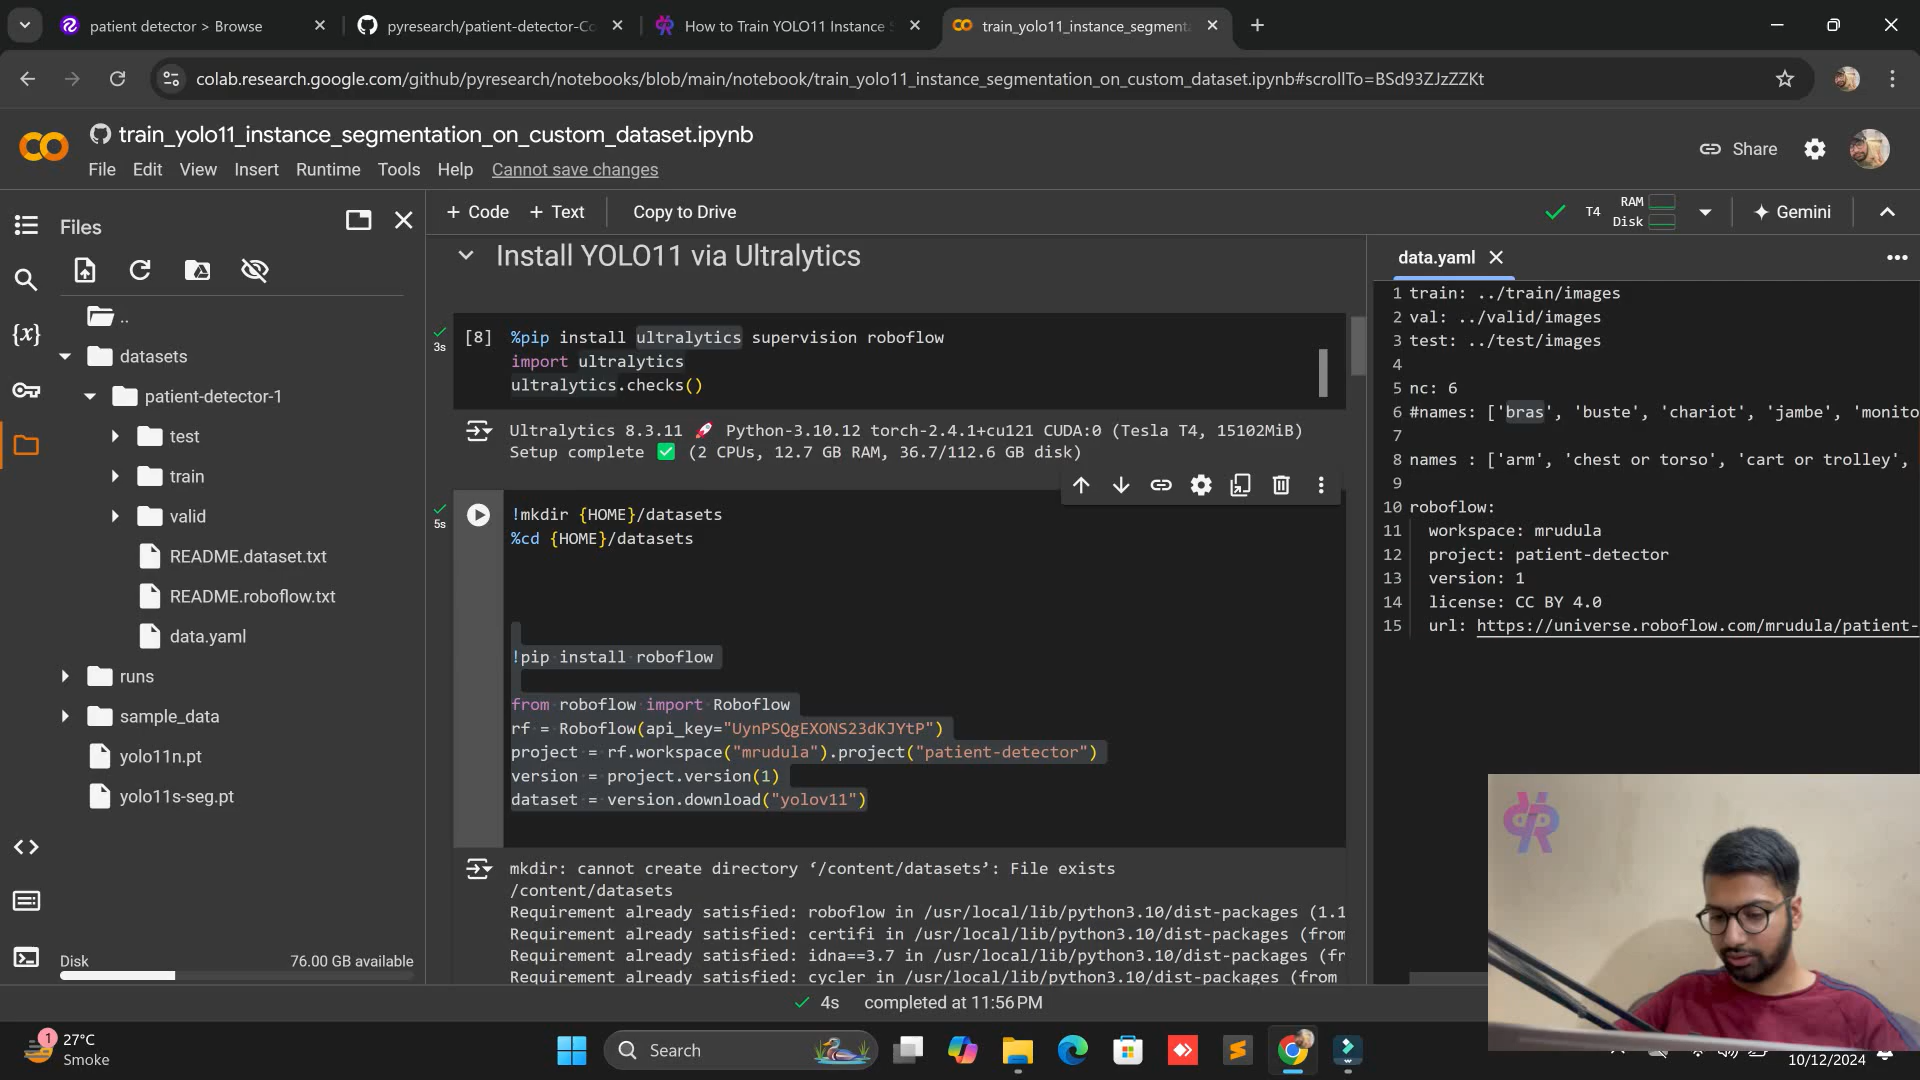 patient detector > Browse
pyresearch/patient-detector-Co
How to Train YOLO11 Instance S
train_yolo11_instance_segmenta
colab.research.google.com/github/pyresearch/notebooks/blob/main/notebook/train_yolo11_instance_segmentation_on_custom_dataset.ipynb#scrollTo=BSd93ZJzZZKt
train_yolo11_instance_segmentation_on_custom_dataset.ipynb
File Edit View Insert Runtime Tools Help Cannot save changes
Share
Files
+ Code + Text Copy to Drive
T4 RAM
Disk
Gemini
..
datasets
patient-detector-1
test
train
valid
README.dataset.txt
README.roboflow.txt
data.yaml
runs
sample_data
yolo11n.pt
yolo11s-seg.pt
Disk 76.00 GB available
Install YOLO11 via Ultralytics
3s
[8] %pip install ultralytics supervision roboflow
import ultralytics
ultralytics.checks()
Ultralytics 8.3.11 🚀 Python-3.10.12 torch-2.4.1+cu121 CUDA:0 (Tesla T4, 15102MiB)
Setup complete ✅ (2 CPUs, 12.7 GB RAM, 36.7/112.6 GB disk)
5s
!mkdir {HOME}/datasets
%cd {HOME}/datasets
!pip install roboflow
from roboflow import Roboflow
rf = Roboflow(api_key="UynPSQgEXONS23dKJYtP")
project = rf.workspace("mrudula").project("patient-detector")
version = project.version(1)
dataset = version.download("yolov11")
mkdir: cannot create directory ‘/content/datasets’: File exists
/content/datasets
Requirement already satisfied: roboflow in /usr/local/lib/python3.10/dist-packages (1.1
Requirement already satisfied: certifi in /usr/local/lib/python3.10/dist-packages (from
Requirement already satisfied: idna==3.7 in /usr/local/lib/python3.10/dist-packages (fr
Requirement already satisfied: cycler in /usr/local/lib/python3.10/dist-packages (from
data.yaml
1 train: ../train/images
2 val: ../valid/images
3 test: ../test/images
4
5 nc: 6
6 #names: ['bras', 'buste', 'chariot', 'jambe', 'monito
7
8 names : ['arm', 'chest or torso', 'cart or trolley',
9
10 roboflow:
11 workspace: mrudula
12 project: patient-detector
13 version: 1
14 license: CC BY 4.0
15 url: https://universe.roboflow.com/mrudula/patient-
4s completed at 11:56 PM
1
27°C
Smoke
Search
10/12/2024